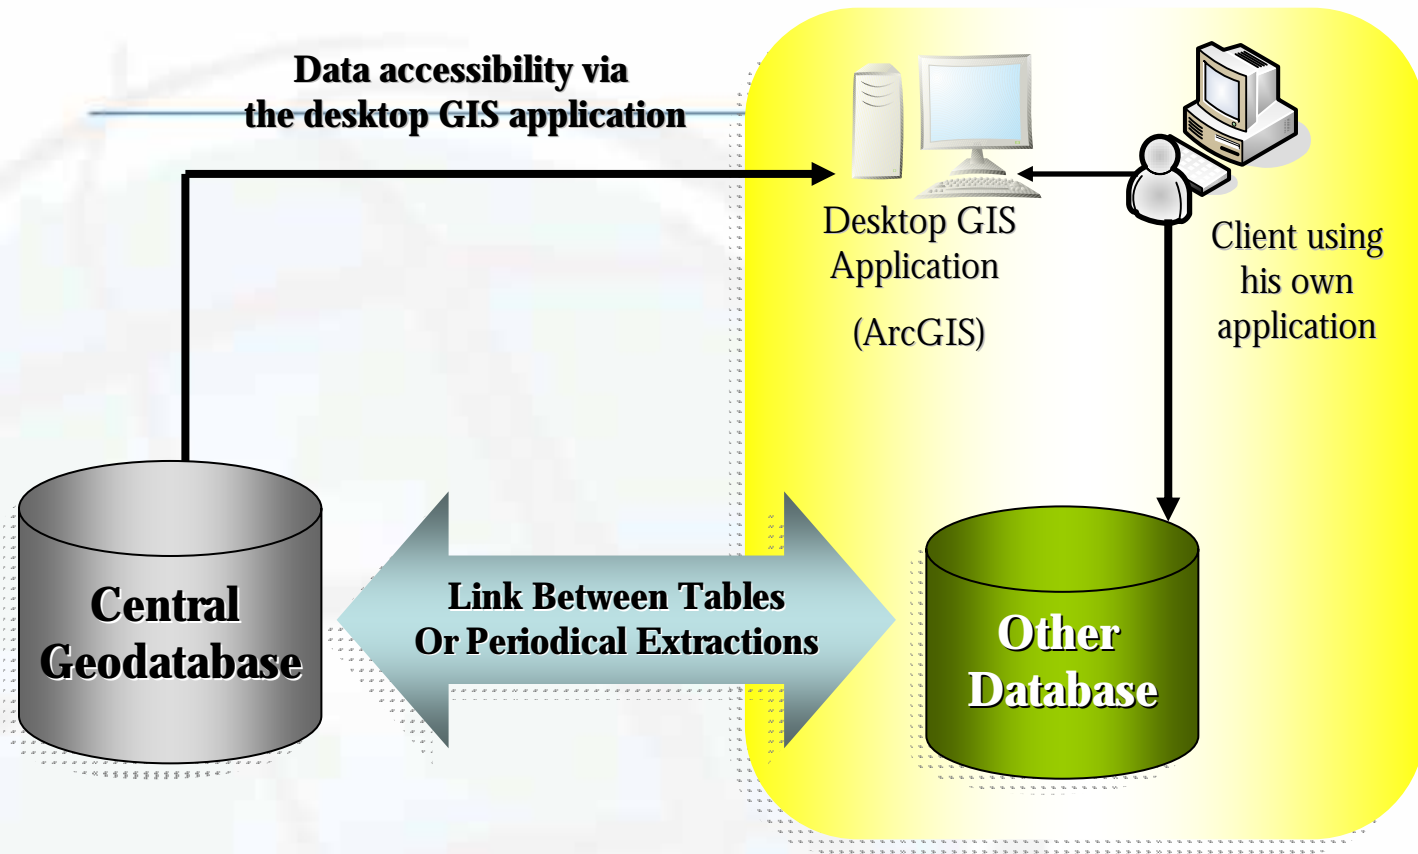 Data accessibility via
the desktop GIS application
Desktop GIS
Application
(ArcGIS)
Client using
his own
application
Central
Geodatabase
Link Between Tables
Or Periodical Extractions
Other
Database